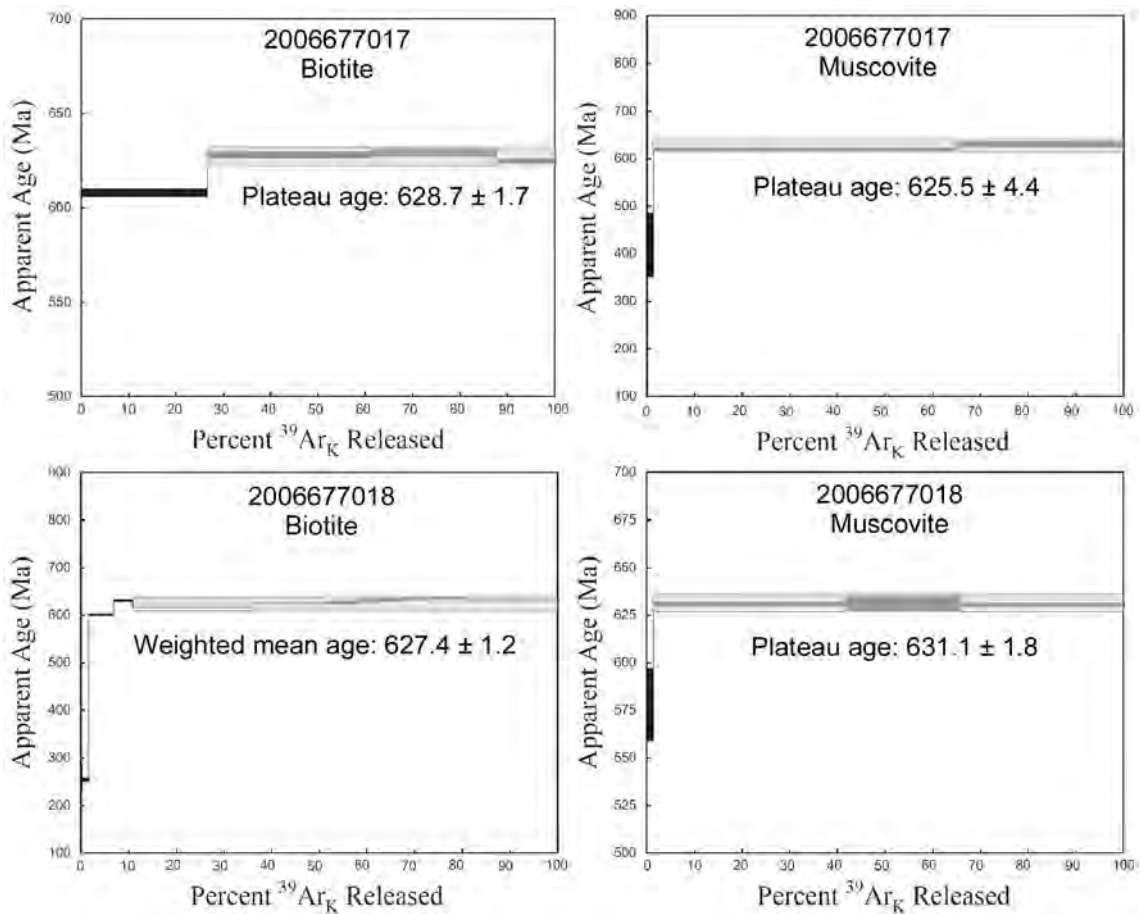 2006677017
Biotite
Plateau age: 628.7 ± 1.7
Apparent Age (Ma)
700
650
600
550
500
0 10 20 30 40 50 60 70 80 90 100
Percent ³⁹Ar_K Released
2006677017
Muscovite
Plateau age: 625.5 ± 4.4
Apparent Age (Ma)
900
800
700
600
500
400
300
200
100
0 10 20 30 40 50 60 70 80 90 100
Percent ³⁹Ar_K Released
2006677018
Biotite
Weighted mean age: 627.4 ± 1.2
Apparent Age (Ma)
900
800
700
600
500
400
300
200
100
0 10 20 30 40 50 60 70 80 90 100
Percent ³⁹Ar_K Released
2006677018
Muscovite
Plateau age: 631.1 ± 1.8
Apparent Age (Ma)
700
675
650
625
600
575
550
525
500
0 10 20 30 40 50 60 70 80 90 100
Percent ³⁹Ar_K Released